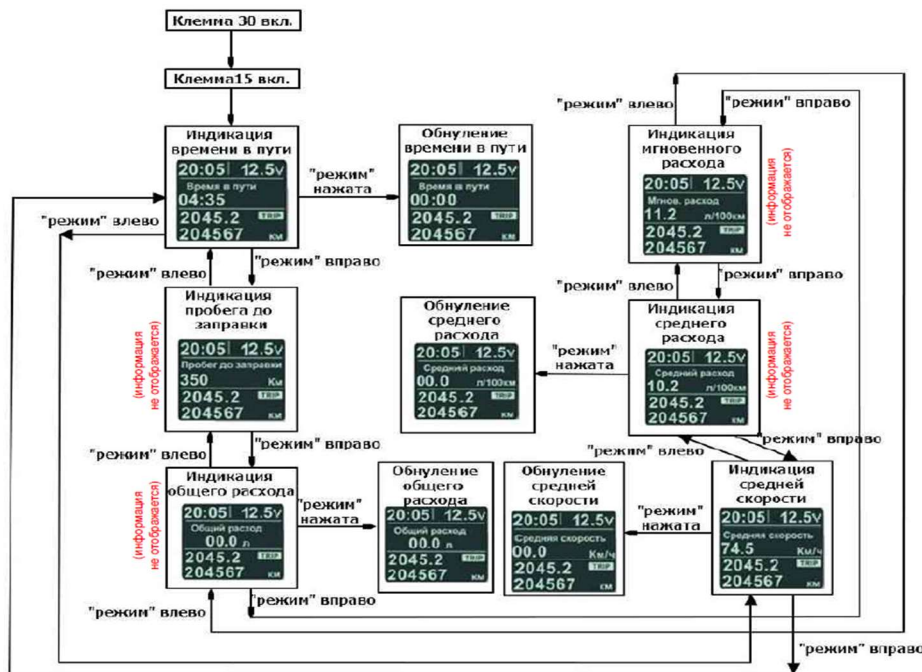 Клемма 30 вкл.
Клемма15 вкл.
Индикация
времени в пути
20:05 12.5v
Время в пути
04:35
2045.2 TRIP
204567 км
"режим"
нажата
Обнуление
времени в пути
20:05 12.5v
Время в пути
00:00
2045.2 TRIP
204567 км
"режим" влево
"режим" влево
"режим" вправо
Индикация
пробега до
заправки
(информация
не отображается)
20:05 12.5v
Пробег до заправки
350 Км
2045.2 TRIP
204567 км
"режим" влево
"режим" вправо
Индикация
общего расхода
(информация
не отображается)
20:05 12.5v
Общий расход
00.0 л
2045.2 TRIP
204567 км
"режим"
нажата
Обнуление
общего
расхода
20:05 12.5v
Общий расход
00.0 л
2045.2 TRIP
204567 км
"режим" влево
"режим" вправо
"режим" влево
"режим" вправо
Индикация
мгновенного
расхода
(информация
не отображается)
20:05 12.5v
Мгнов. расход
11.2 л/100км
2045.2 TRIP
204567 км
"режим" влево
"режим" вправо
Индикация
среднего
расхода
(информация
не отображается)
20:05 12.5v
Средний расход
10.2 л/100км
2045.2 TRIP
204567 км
"режим"
нажата
Обнуление
среднего
расхода
20:05 12.5v
Средний расход
00.0 л/100км
2045.2 TRIP
204567 км
"режим" влево
"режим" вправо
Индикация
средней
скорости
20:05 12.5v
Средняя скорость
74.5 Км/ч
2045.2 TRIP
204567 км
"режим"
нажата
Обнуление
средней
скорости
20:05 12.5v
Средняя скорость
00.0 Км/ч
2045.2 TRIP
204567 км
"режим" вправо